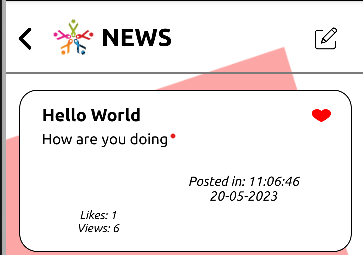 NEWS
Hello World
How are you doing
Posted in: 11:06:46
20-05-2023
Likes: 1
Views: 6